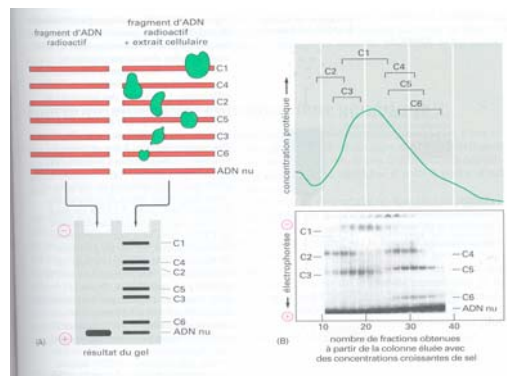 fragment d'ADN
radioactif
fragment d'ADN
radioactif
+ extrait cellulaire
C1
C4
C2
C5
C3
C6
ADN nu
−
C1
C4
C2
C5
C3
C6
ADN nu
+
(A)
résultat du gel
concentration protéique
C1
C2
C4
C3
C5
C6
électrophorèse
+
C1
C2
C3
C4
C5
C6
ADN nu
10 20 30 40
(B)
nombre de fractions obtenues
à partir de la colonne éluée avec
des concentrations croissantes de sel